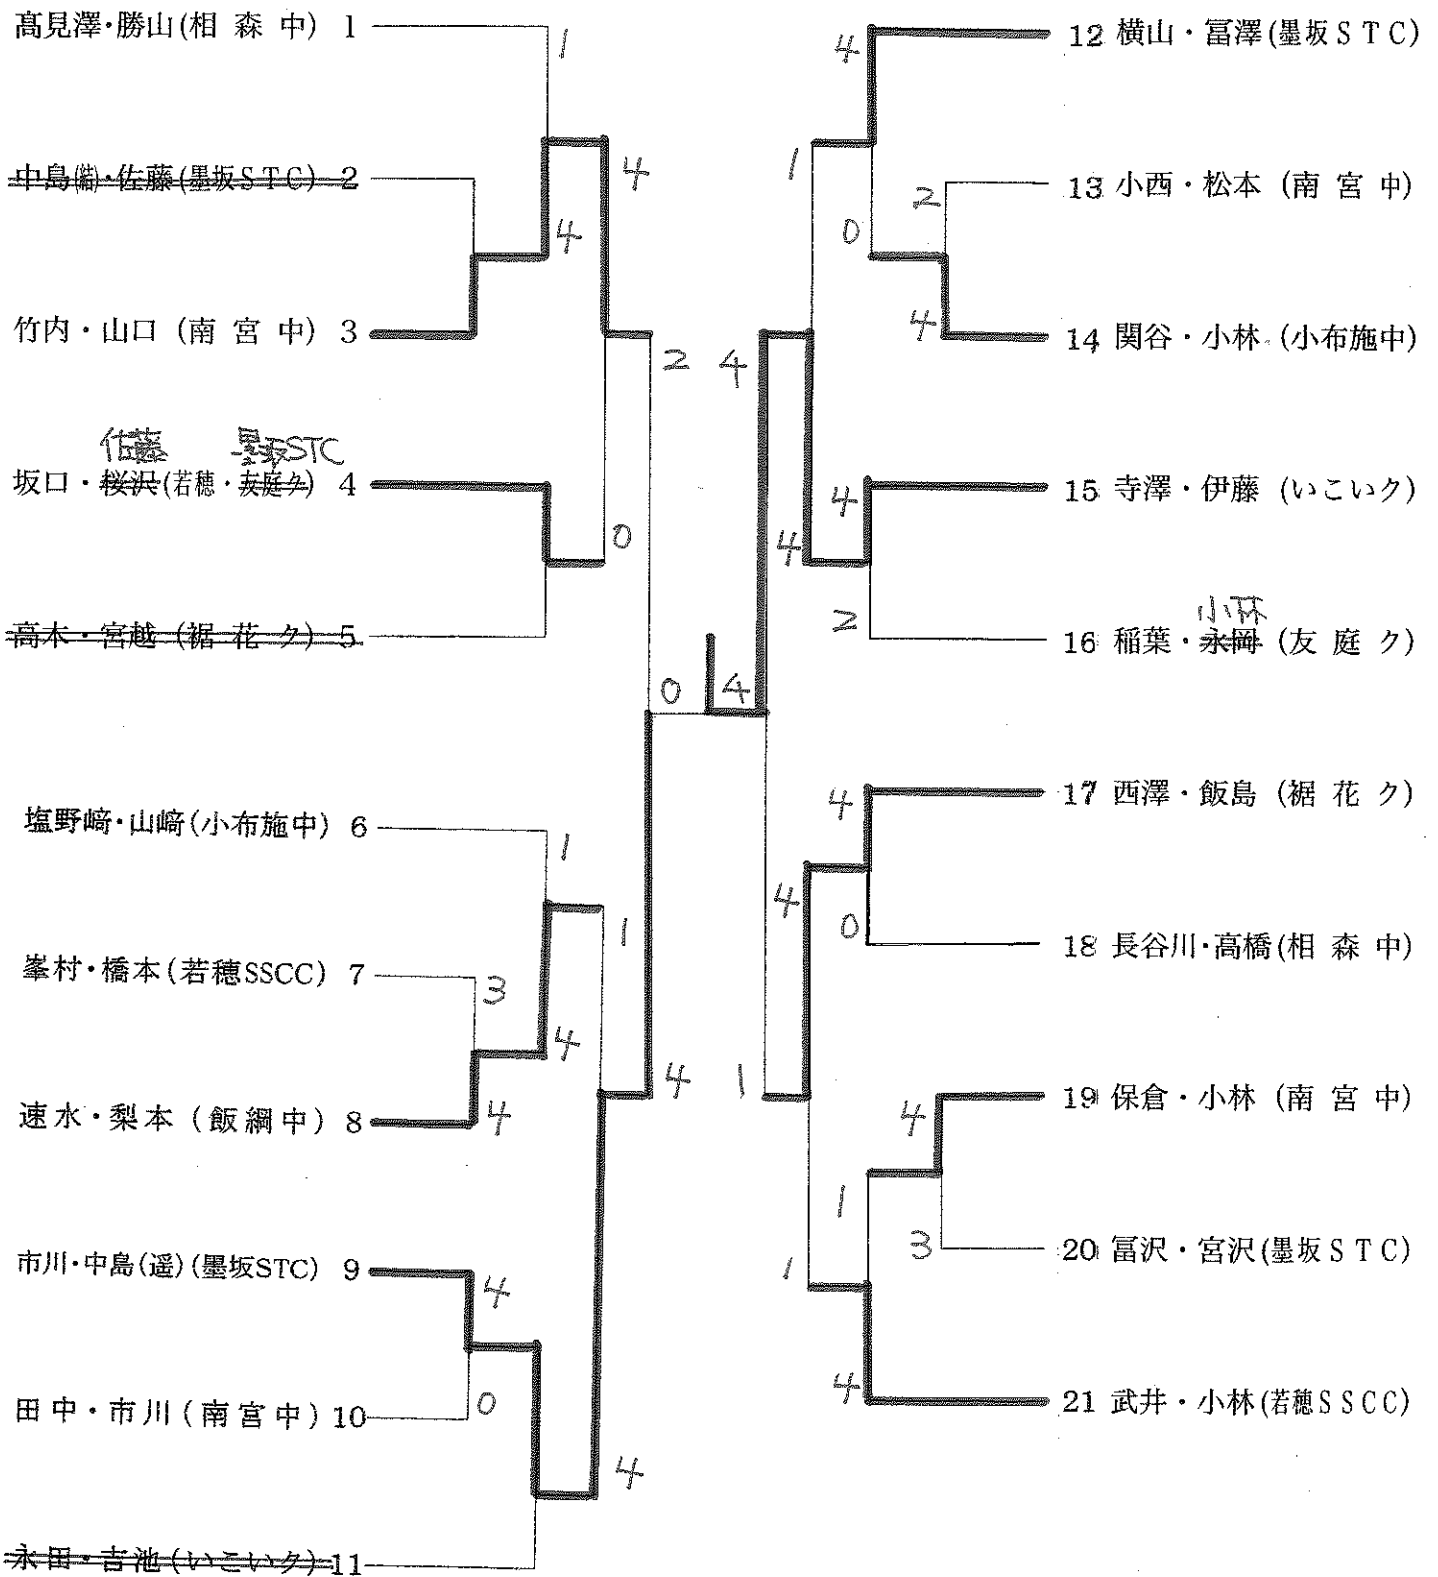 髙見澤・勝山(相 森 中) 1
中島㈲・佐藤(墨坂STC) 2
竹内・山口 (南 宮 中) 3
佐藤 墨坂STC
坂口・桜沢(若穂・友庭ク) 4
高木・宮越 (裾 花 ク) 5
塩野﨑・山﨑(小布施中) 6
峯村・橋本(若穂SSCC) 7
速水・梨本 (飯綱中) 8
市川・中島(遥)(墨坂STC) 9
田中・市川(南宮中) 10
永田・吉池(いこいク) 11
1
4
4
0
2
1
3
4
4
1
4
0
4
4
0
4
4
1
12 横山・冨澤(墨坂STC)
13 小西・松本 (南 宮 中)
14 関谷・小林 (小布施中)
15 寺澤・伊藤 (いこいク)
小林
16 稲葉・永岡 (友 庭 ク)
17 西澤・飯島 (裾 花 ク)
18 長谷川・高橋(相 森 中)
19 保倉・小林 (南 宮 中)
20 冨沢・宮沢(墨坂STC)
21 武井・小林(若穂SSCC)
4
1
2
0
4
4
4
2
4
4
0
4
1
3
1
4